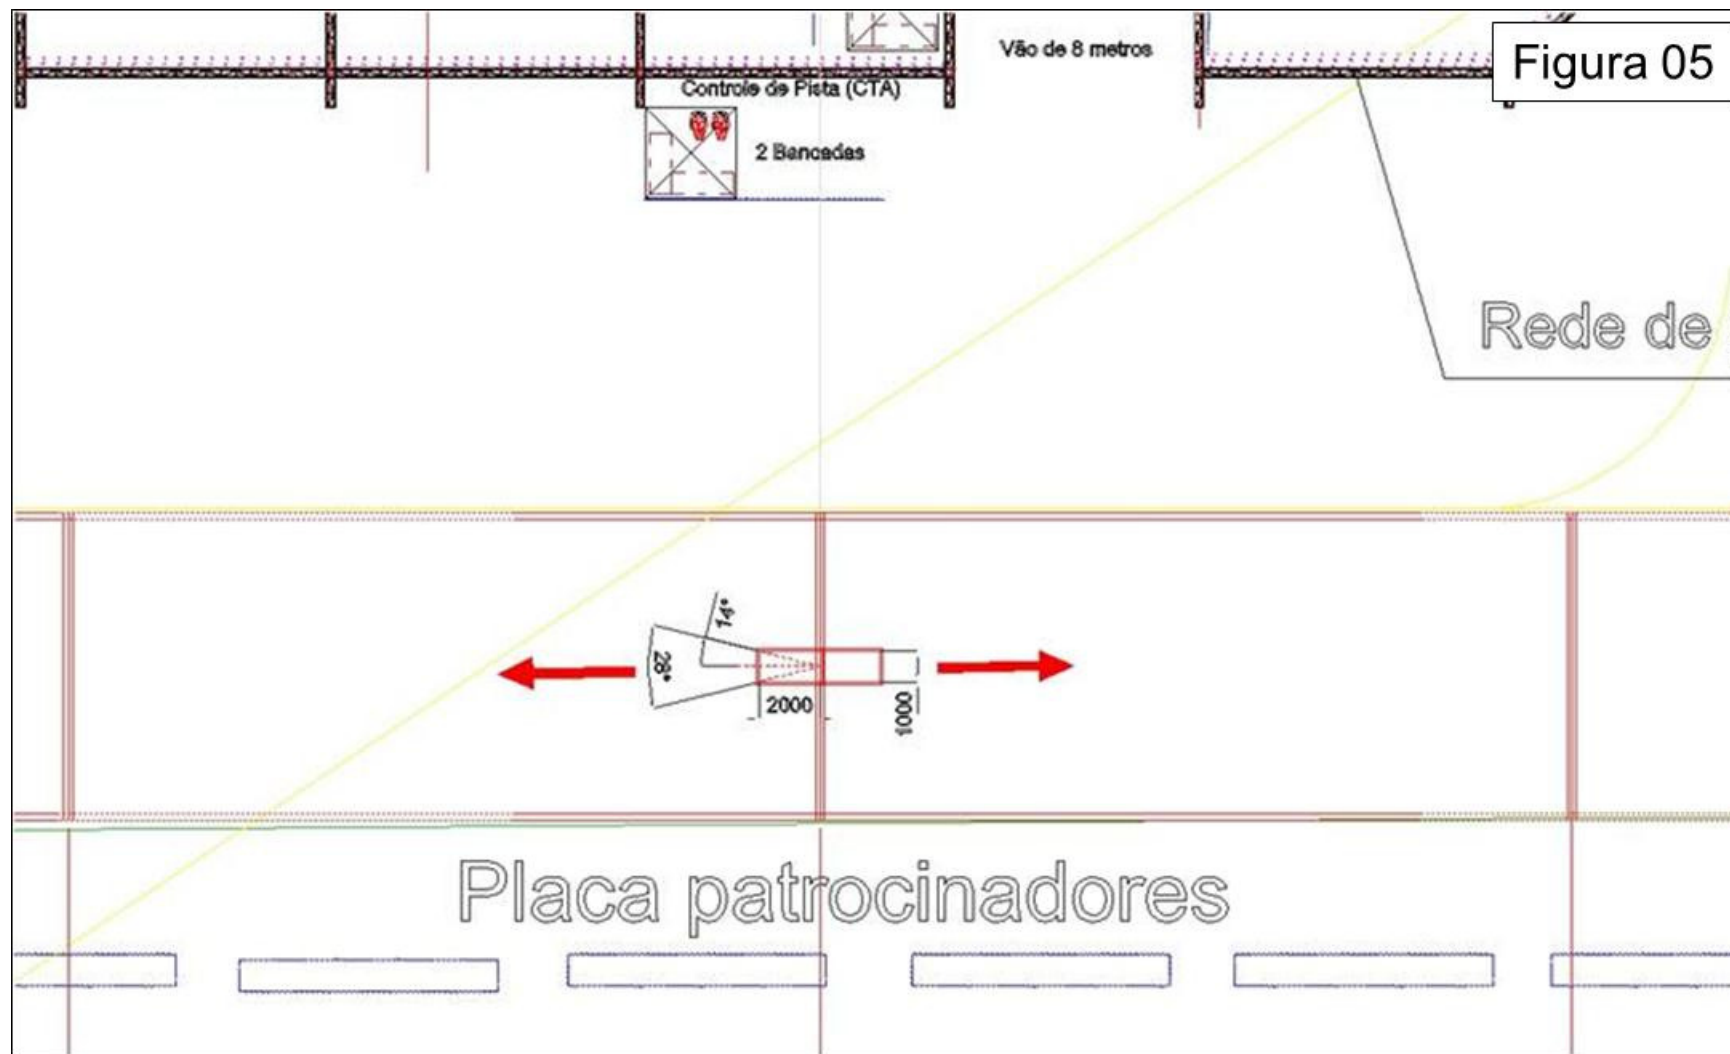 Vão de 8 metros
Figura 05
Controle de Pista (CTA)
2 Bancadas
Rede de
14°
28°
2000
1000
Placa patrocinadores